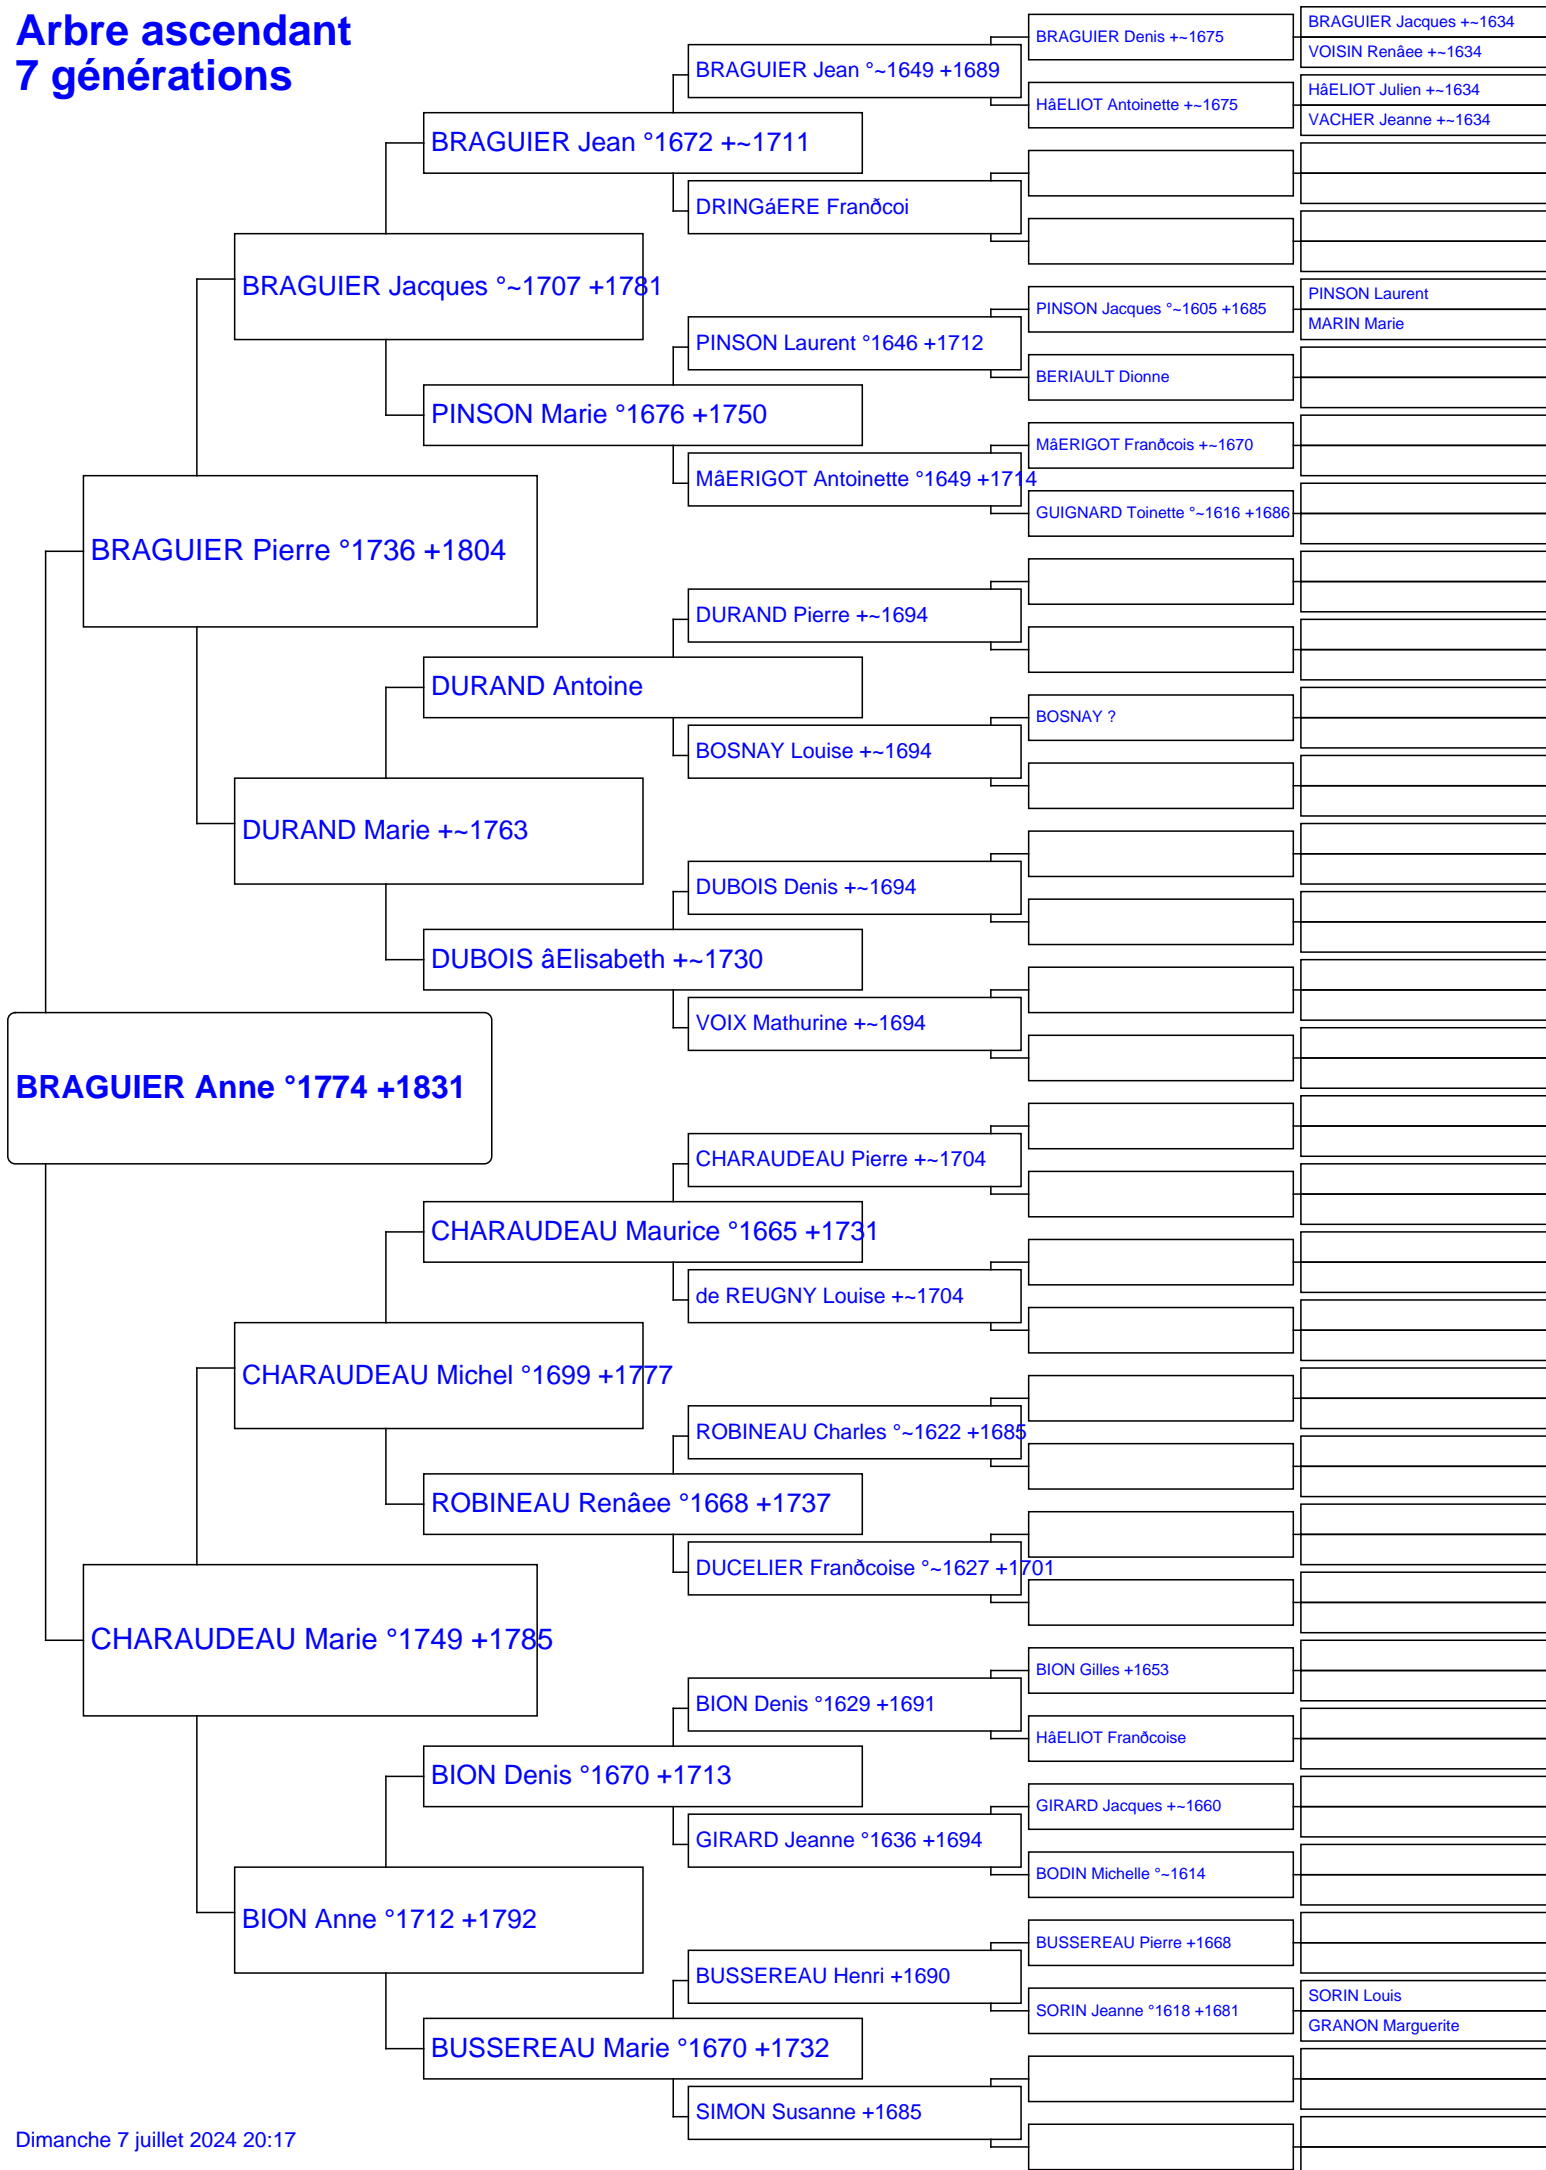 Arbre ascendant
7 générations
BRAGUIER Anne °1774 +1831
BRAGUIER Pierre °1736 +1804
CHARAUDEAU Marie °1749 +1785
BRAGUIER Jacques °~1707 +1781
DURAND Marie +~1763
CHARAUDEAU Michel °1699 +1777
BION Anne °1712 +1792
BRAGUIER Jean °1672 +~1711
PINSON Marie °1676 +1750
DURAND Antoine
DUBOIS âElisabeth +~1730
CHARAUDEAU Maurice °1665 +1731
ROBINEAU Renâee °1668 +1737
BION Denis °1670 +1713
BUSSEREAU Marie °1670 +1732
BRAGUIER Jean °~1649 +1689
DRINGáERE Franðcoi
PINSON Laurent °1646 +1712
MâERIGOT Antoinette °1649 +1714
DURAND Pierre +~1694
BOSNAY Louise +~1694
DUBOIS Denis +~1694
VOIX Mathurine +~1694
CHARAUDEAU Pierre +~1704
de REUGNY Louise +~1704
ROBINEAU Charles °~1622 +1685
DUCELIER Franðcoise °~1627 +1701
BION Denis °1629 +1691
GIRARD Jeanne °1636 +1694
BUSSEREAU Henri +1690
SIMON Susanne +1685
BRAGUIER Denis +~1675
HâELIOT Antoinette +~1675
PINSON Jacques °~1605 +1685
BERIAULT Dionne
MâERIGOT Franðcois +~1670
GUIGNARD Toinette °~1616 +1686
BOSNAY ?
BION Gilles +1653
HâELIOT Franðcoise
GIRARD Jacques +~1660
BODIN Michelle °~1614
BUSSEREAU Pierre +1668
SORIN Jeanne °1618 +1681
BRAGUIER Jacques +~1634
VOISIN Renâee +~1634
HâELIOT Julien +~1634
VACHER Jeanne +~1634
PINSON Laurent
MARIN Marie
SORIN Louis
GRANON Marguerite
Dimanche 7 juillet 2024 20:17